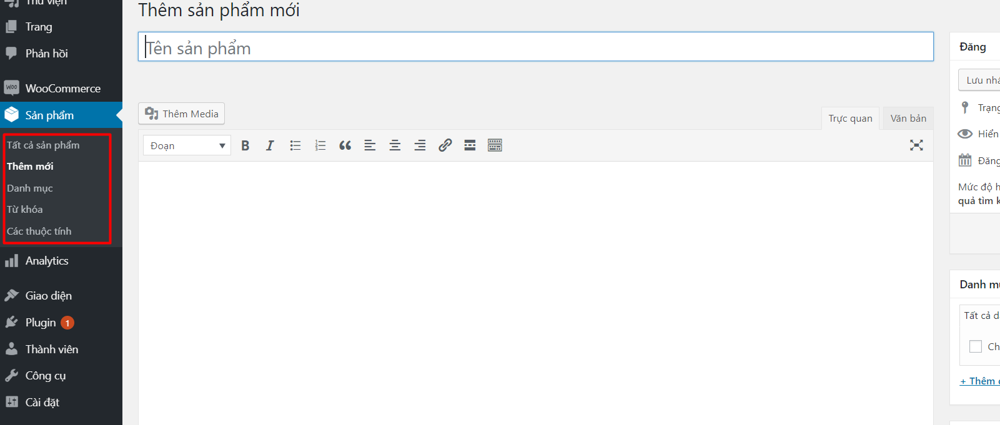 Thư viện
Trang
Phản hồi
WooCommerce
Sản phẩm
Tất cả sản phẩm
Thêm mới
Danh mục
Từ khóa
Các thuộc tính
Analytics
Giao diện
Plugin 1
Thành viên
Công cụ
Cài đặt
Thêm sản phẩm mới
Tên sản phẩm
Thêm Media
Trực quan
Văn bản
Đoạn
Đăng
Lưu
Hiển
Đăng
Mức độ
quả tìm
Danh
Tất cả
+ Thêm